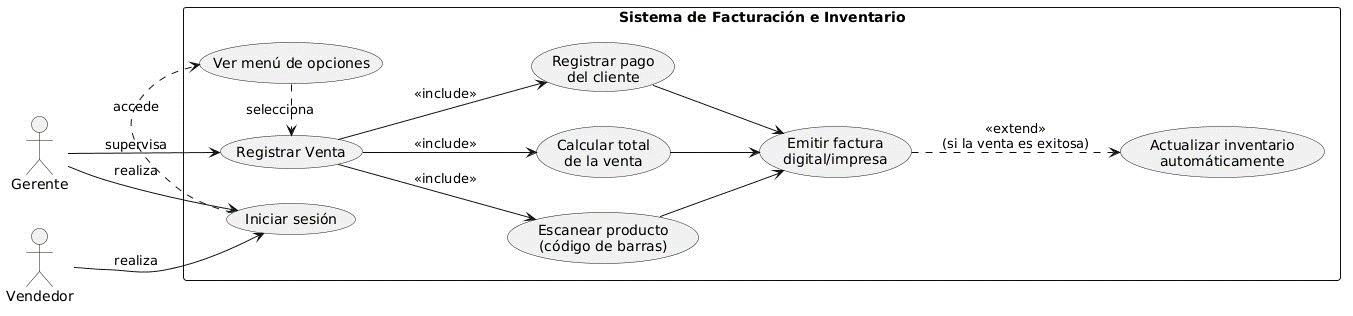 Sistema de Facturación e Inventario
Ver menú de opciones
Registrar pago
del cliente
«include»
accede
selecciona
Gerente
supervisa
Registrar Venta
«include»
Calcular total
de la venta
Emitir factura
digital/impresa
«extend»
(si la venta es exitosa)
Actualizar inventario
automáticamente
realiza
«include»
Iniciar sesión
Escanear producto
(código de barras)
Vendedor
realiza